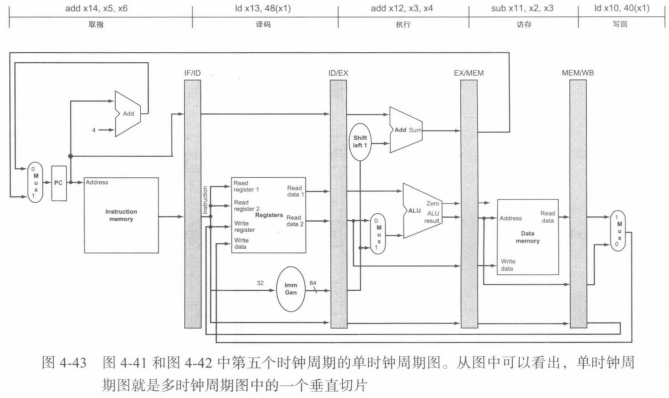 add x14, x5, x6
ld x13, 48(x1)
add x12, x3, x4
sub x11, x2, x3
ld x10, 40(x1)
取指
译码
执行
访存
写回
IF/ID
ID/EX
EX/MEM
MEM/WB
Add
4
0
M
u
x
1
PC
Address
Instruction
memory
Instruction
Read
register 1
Read
register 2
Registers
Write
register
Write
data
Read
data 1
Read
data 2
32
Imm
Gen
64
Shift
left 1
Add Sum
0
M
u
x
1
ALU
Zero
ALU
result
Address
Read
data
Data
memory
Write
data
1
M
u
x
0
图 4-43 图 4-41 和图 4-42 中第五个时钟周期的单时钟周期图。从图中可以看出，单时钟周
期图就是多时钟周期图中的一个垂直切片